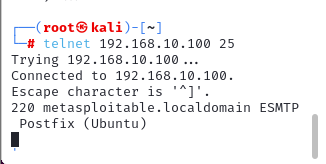 ┌──(root㉿kali)-[~]
└─# telnet 192.168.10.100 25
Trying 192.168.10.100...
Connected to 192.168.10.100.
Escape character is '^]'.
220 metasploitable.localdomain ESMTP
 Postfix (Ubuntu)